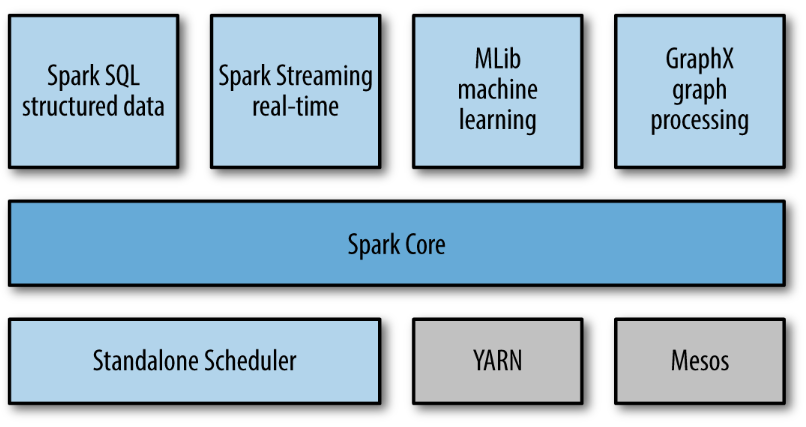 Spark SQL
structured data
Spark Streaming
real-time
MLib
machine
learning
GraphX
graph
processing
Spark Core
Standalone Scheduler
YARN
Mesos